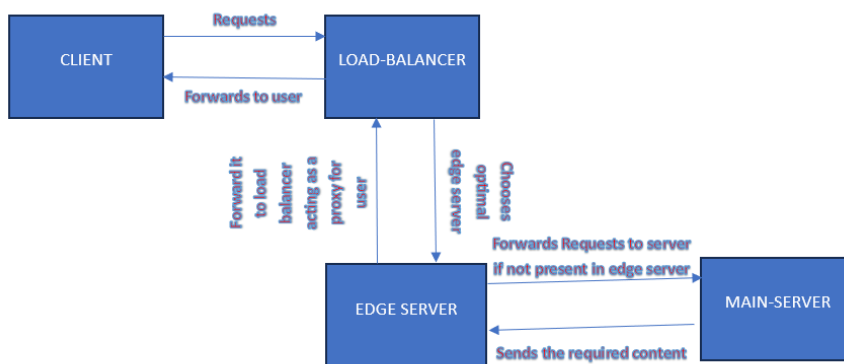 Requests
CLIENT
LOAD-BALANCER
Forwards to user
Forward it
to load
balancer
acting as a
proxy for
user
Chooses
optimal
edge server
Forwards Requests to server
if not present in edge server
EDGE SERVER
MAIN-SERVER
Sends the required content